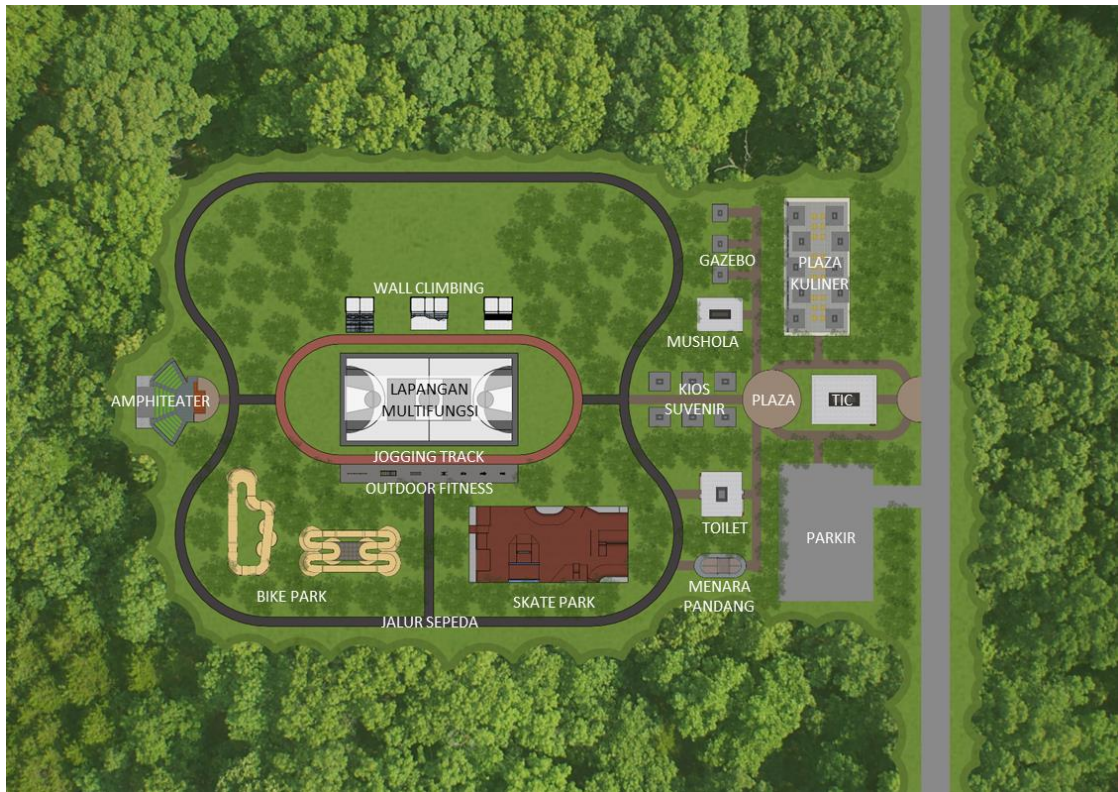 GAZEBO
PLAZA
KULINER
WALL CLIMBING
MUSHOLA
AMPHITEATER
LAPANGAN
MULTIFUNGSI
KIOS
SUVENIR
PLAZA
TIC
JOGGING TRACK
OUTDOOR FITNESS
TOILET
PARKIR
BIKE PARK
SKATE PARK
MENARA
PANDANG
JALUR SEPEDA